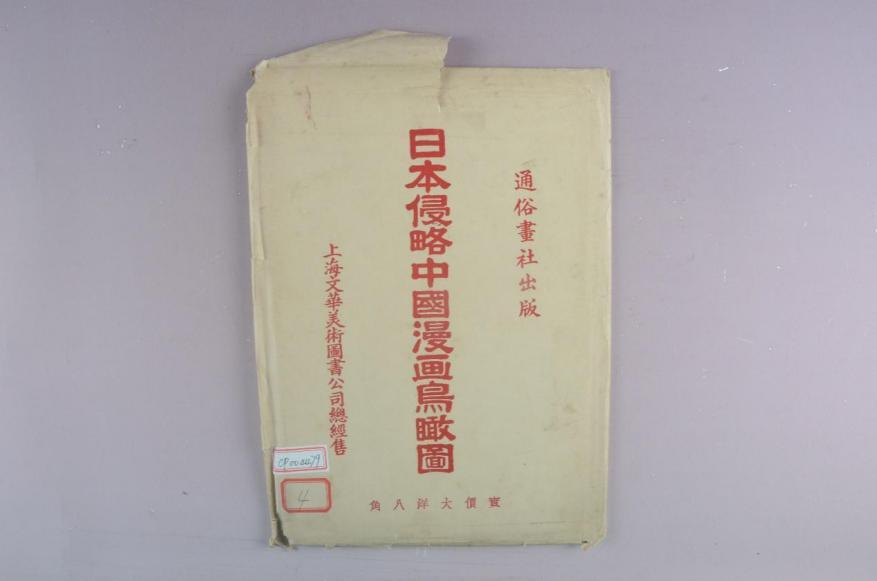 通俗畫社出版
日本侵略中國漫画鳥瞰圖
上海文華美術圖書公司總經售
實價大洋八角
4